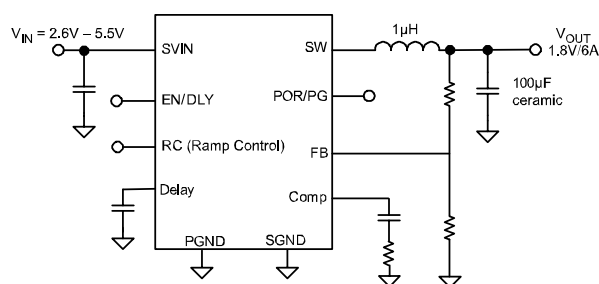 V_IN = 2.6V – 5.5V
SVIN
SW
1µH
V_OUT
1.8V/6A
EN/DLY
POR/PG
100µF
ceramic
RC (Ramp Control)
FB
Delay
Comp
PGND
SGND